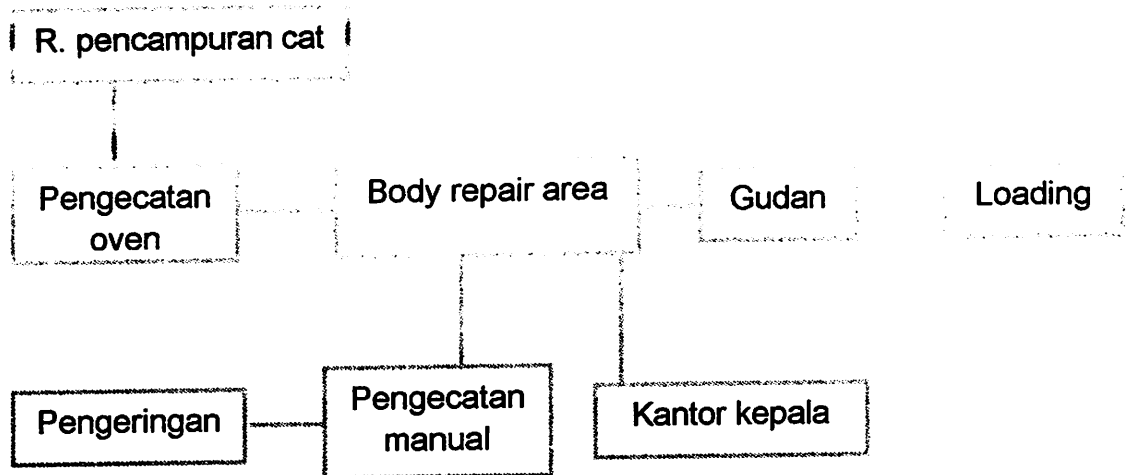 R. pencampuran cat
Pengecatan
oven
Body repair area
Gudan
Loading
Pengeringan
Pengecatan
manual
Kantor kepala